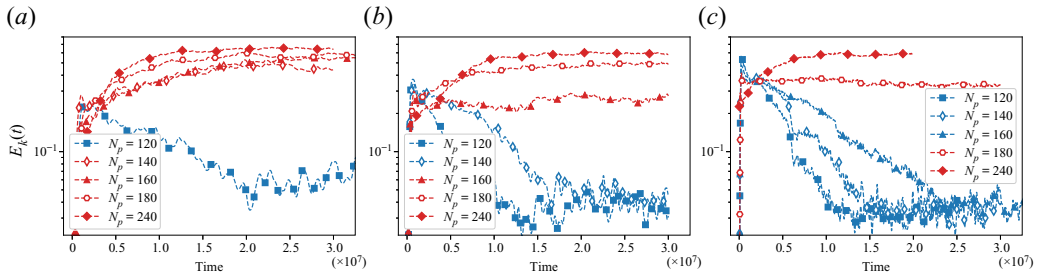 (a)
(b)
(c)
E_k(t)
10^{-1}
N_p = 120
N_p = 140
N_p = 160
N_p = 180
N_p = 240
0 0.5 1.0 1.5 2.0 2.5 3.0
Time
(×10^7)
10^{-1}
N_p = 120
N_p = 140
N_p = 160
N_p = 180
N_p = 240
0 0.5 1.0 1.5 2.0 2.5 3.0
Time
(×10^7)
10^{-1}
N_p = 120
N_p = 140
N_p = 160
N_p = 180
N_p = 240
0 0.5 1.0 1.5 2.0 2.5 3.0
Time
(×10^7)